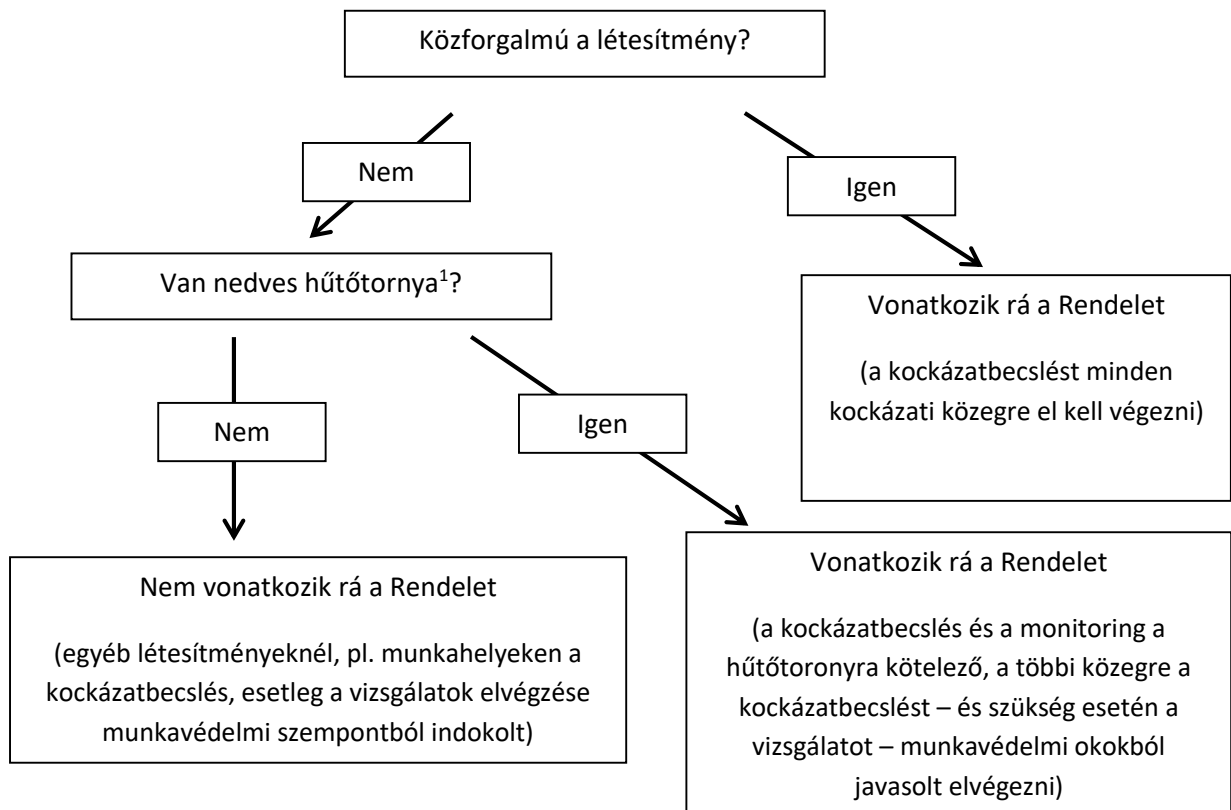 Közforgalmú a létesítmény?
Nem
Igen
Van nedves hűtőtornya¹?
Vonatkozik rá a Rendelet
(a kockázatbecslést minden
kockázati közegre el kell végezni)
Nem
Igen
Nem vonatkozik rá a Rendelet
(egyéb létesítményeknél, pl. munkahelyeken a
kockázatbecslés, esetleg a vizsgálatok elvégzése
munkavédelmi szempontból indokolt)
Vonatkozik rá a Rendelet
(a kockázatbecslés és a monitoring a
hűtőtoronyra kötelező, a többi közegre a
kockázatbecslést – és szükség esetén a
vizsgálatot – munkavédelmi okokból
javasolt elvégezni)